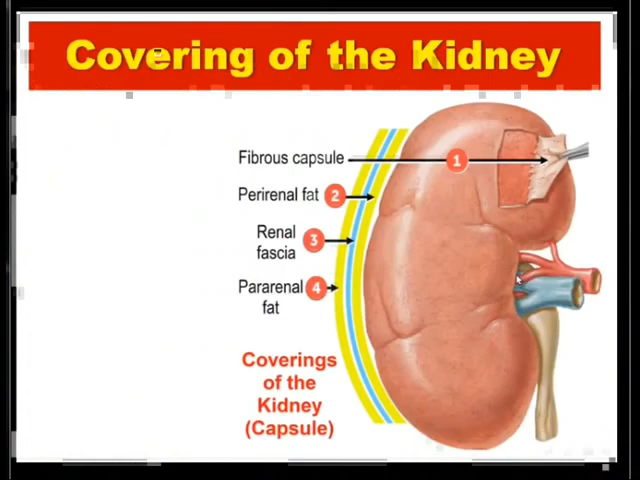 Covering of the Kidney
Fibrous capsule
1
Perirenal fat 2
Renal
fascia
3
Pararenal 4
fat
Coverings
of the
Kidney
(Capsule)